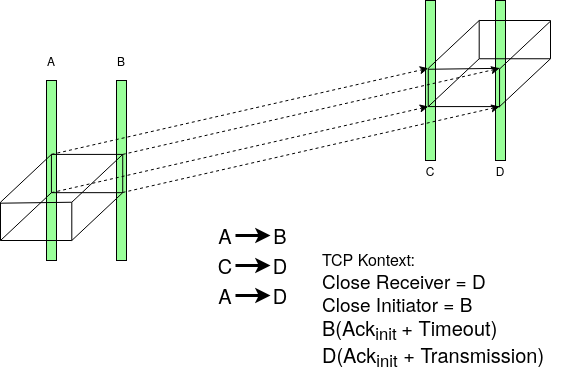 A B
C D
A → B
C → D
A → D
TCP Kontext:
Close Receiver = D
Close Initiator = B
B(Ackinit + Timeout)
D(Ackinit + Transmission)